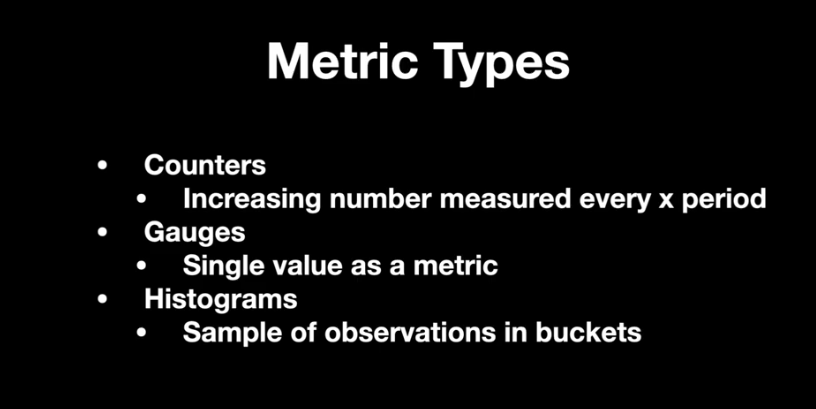 Metric Types
• Counters
• Increasing number measured every x period
• Gauges
• Single value as a metric
• Histograms
• Sample of observations in buckets